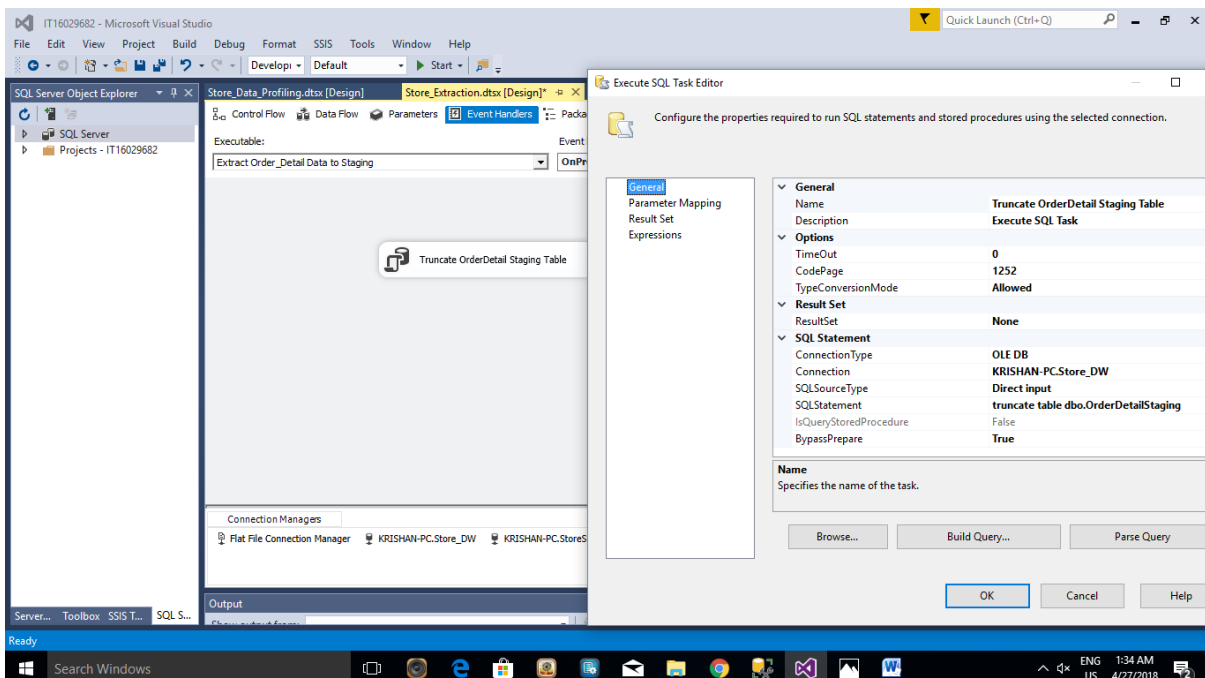 IT16029682 - Microsoft Visual Studio
Quick Launch (Ctrl+Q)
File Edit View Project Build Debug Format SSIS Tools Window Help
Default
Start
SQL Server Object Explorer
SQL Server
Projects - IT16029682
Server... Toolbox SSIS T... SQL S...
Store_Data_Profiling.dtsx [Design] Store_Extraction.dtsx [Design]*
Control Flow Data Flow Parameters Event Handlers Packa
Executable: Event
Extract Order_Detail Data to Staging OnPr
Truncate OrderDetail Staging Table
Connection Managers
Flat File Connection Manager KRISHAN-PC.Store_DW KRISHAN-PC.StoreS
Output
Execute SQL Task Editor
Configure the properties required to run SQL statements and stored procedures using the selected connection.
General
Parameter Mapping
Result Set
Expressions
General
Name Truncate OrderDetail Staging Table
Description Execute SQL Task
Options
TimeOut 0
CodePage 1252
TypeConversionMode Allowed
Result Set
ResultSet None
SQL Statement
ConnectionType OLE DB
Connection KRISHAN-PC.Store_DW
SQLSourceType Direct input
SQLStatement truncate table dbo.OrderDetailStaging
IsQueryStoredProcedure False
BypassPrepare True
Name
Specifies the name of the task.
Browse... Build Query... Parse Query
OK Cancel Help
Ready
Search Windows
ENG 1:34 AM
US 4/27/2018